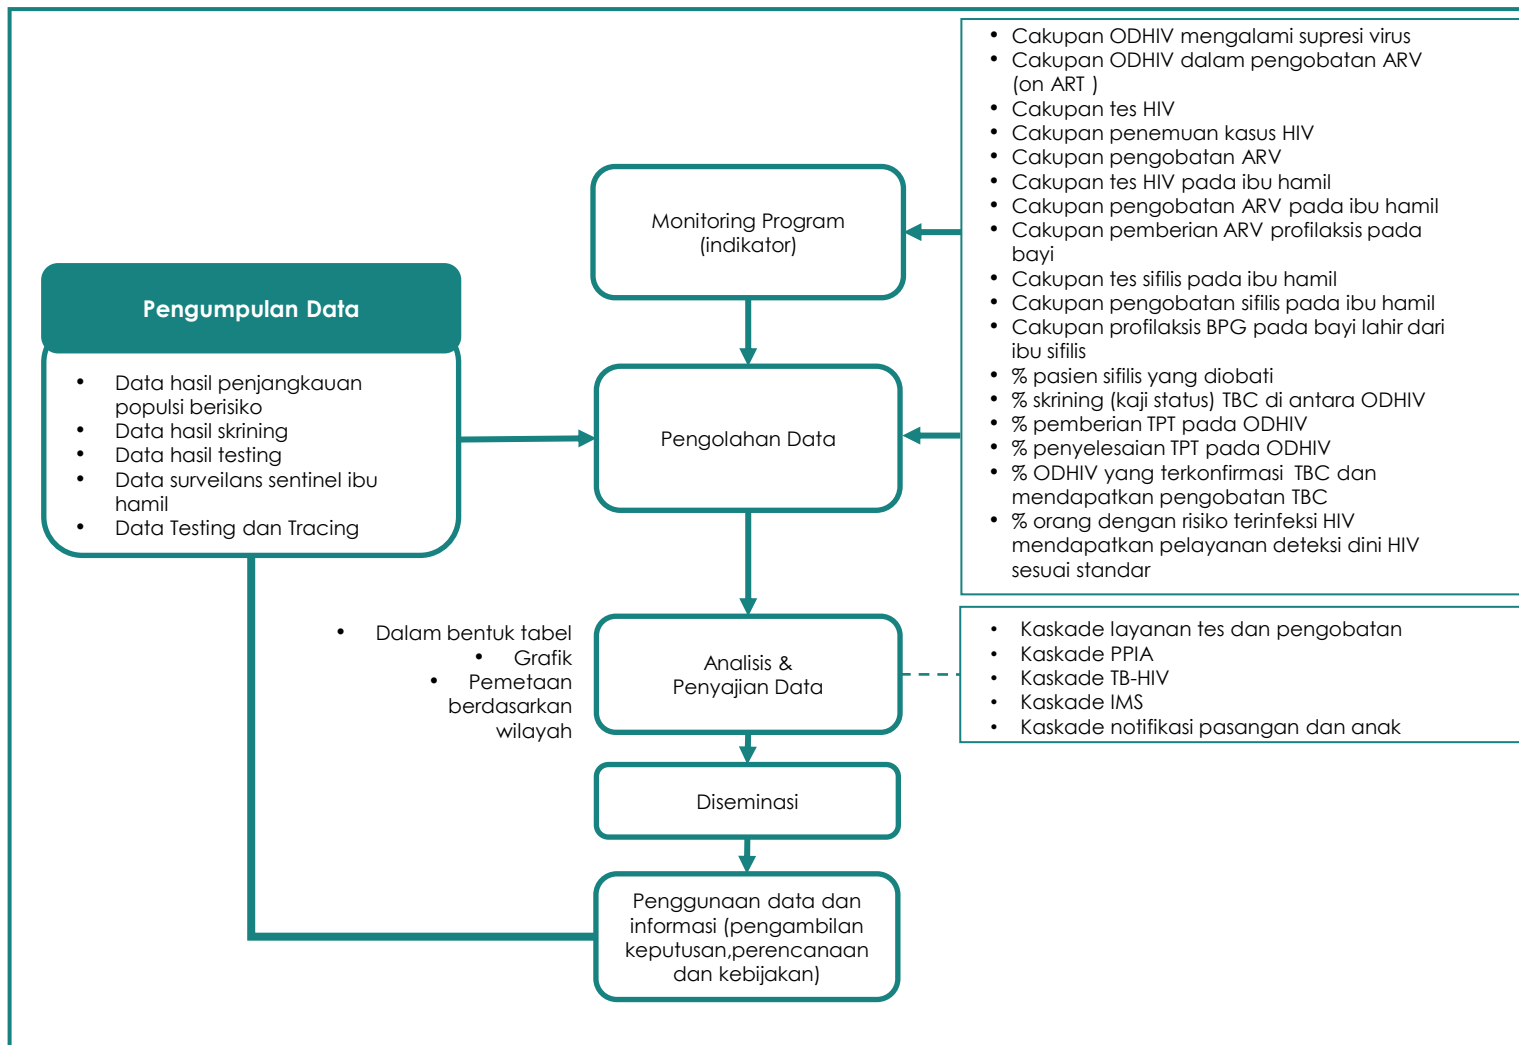 Pengumpulan Data
• Data hasil penjangkauan
populsi berisiko
• Data hasil skrining
• Data hasil testing
• Data surveilans sentinel ibu
hamil
• Data Testing dan Tracing
Monitoring Program
(indikator)
Pengolahan Data
• Dalam bentuk tabel
• Grafik
• Pemetaan
berdasarkan
wilayah
Analisis &
Penyajian Data
Diseminasi
Penggunaan data dan
informasi (pengambilan
keputusan,perencanaan
dan kebijakan)
• Cakupan ODHIV mengalami supresi virus
• Cakupan ODHIV dalam pengobatan ARV
(on ART )
• Cakupan tes HIV
• Cakupan penemuan kasus HIV
• Cakupan pengobatan ARV
• Cakupan tes HIV pada ibu hamil
• Cakupan pengobatan ARV pada ibu hamil
• Cakupan pemberian ARV profilaksis pada
bayi
• Cakupan tes sifilis pada ibu hamil
• Cakupan pengobatan sifilis pada ibu hamil
• Cakupan profilaksis BPG pada bayi lahir dari
ibu sifilis
• % pasien sifilis yang diobati
• % skrining (kaji status) TBC di antara ODHIV
• % pemberian TPT pada ODHIV
• % penyelesaian TPT pada ODHIV
• % ODHIV yang terkonfirmasi TBC dan
mendapatkan pengobatan TBC
• % orang dengan risiko terinfeksi HIV
mendapatkan pelayanan deteksi dini HIV
sesuai standar
• Kaskade layanan tes dan pengobatan
• Kaskade PPIA
• Kaskade TB-HIV
• Kaskade IMS
• Kaskade notifikasi pasangan dan anak